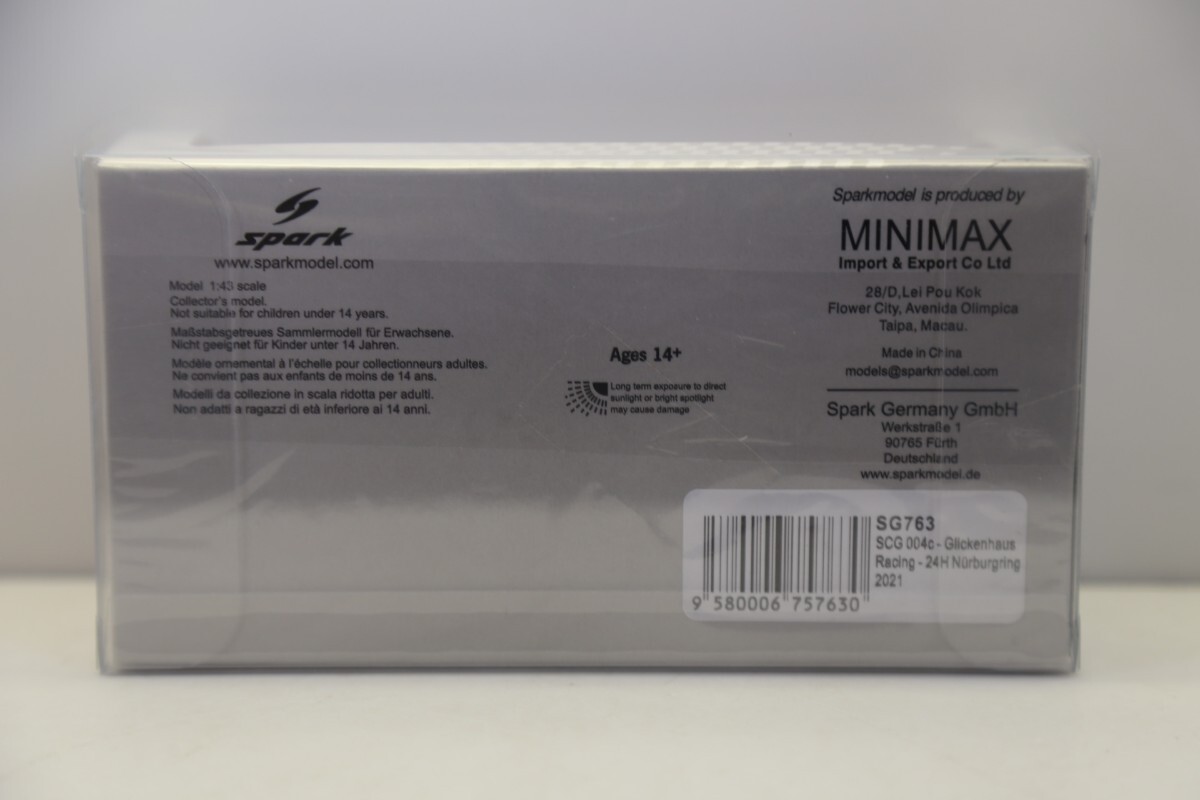 spark
www.sparkmodel.com
Model 1:43 scale
Collector's model.
Not suitable for children under 14 years.
Maßstabsgetreues Sammlermodell für Erwachsene.
Nicht geeignet für Kinder unter 14 Jahren.
Modèle ornemental à l'échelle pour collectionneurs adultes.
Ne convient pas aux enfants de moins de 14 ans.
Modelli da collezione in scala ridotta per adulti.
Non adatti a ragazzi di età inferiore ai 14 anni.
Ages 14+
Long term exposure to direct
sunlight or bright spotlight
may cause damage
Sparkmodel is produced by
MINIMAX
Import & Export Co Ltd
28/D,Lei Pou Kok
Flower City, Avenida Olimpica
Taipa, Macau.
Made in China
models@sparkmodel.com
Spark Germany GmbH
Werkstraße 1
90765 Fürth
Deutschland
www.sparkmodel.de
SG763
SCG 004c - Glickenhaus
Racing - 24H Nürburgring
2021
9 580006 757630